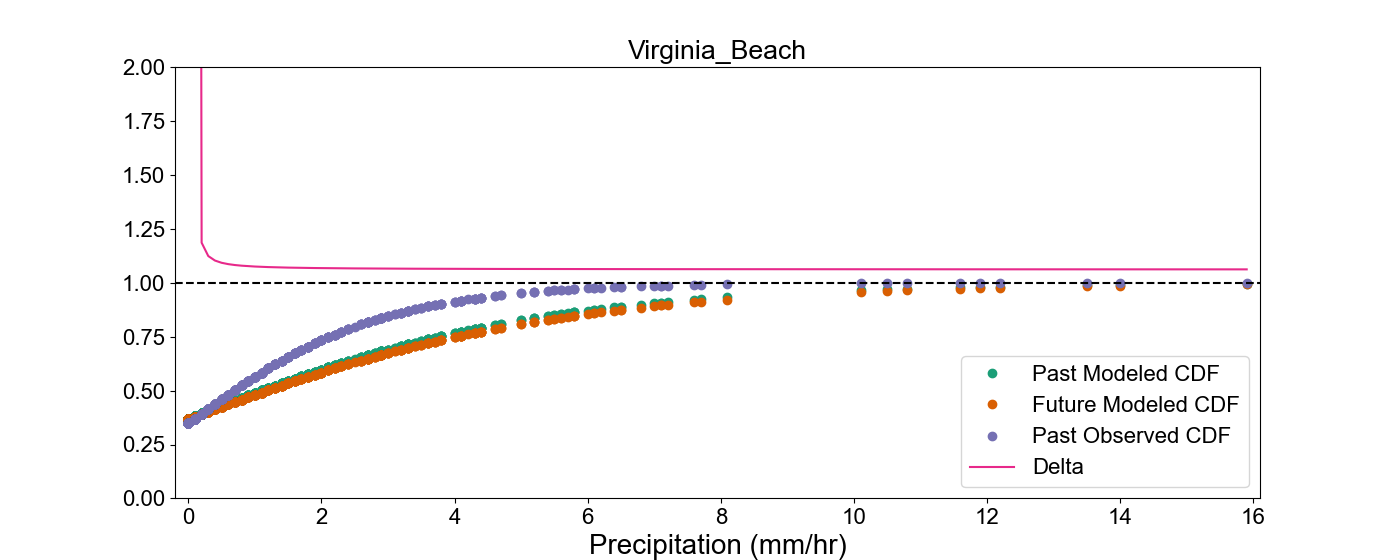 Virginia_Beach
2.00
1.75
1.50
1.25
1.00
0.75
0.50
0.25
0.00
Past Modeled CDF
Future Modeled CDF
Past Observed CDF
Delta
0 2 4 6 8 10 12 14 16
Precipitation (mm/hr)